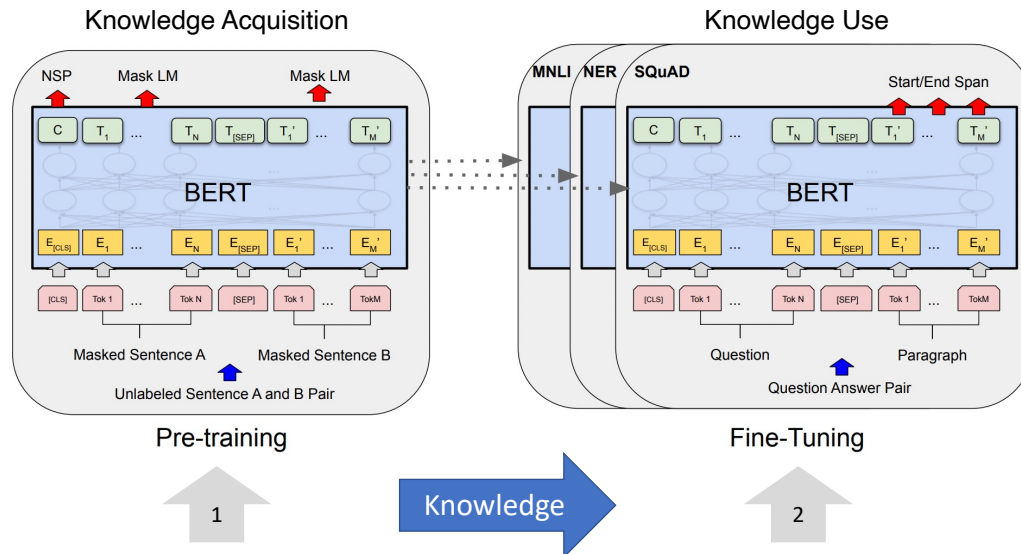 Knowledge Acquisition
Knowledge Use
NSP Mask LM Mask LM
C T1 ... TN T[SEP] T1' ... TM'
BERT
E[CLS] E1 ... EN E[SEP] E1' ... EM'
[CLS] Tok 1 ... Tok N [SEP] Tok 1 ... TokM
Masked Sentence A Masked Sentence B
Unlabeled Sentence A and B Pair
Pre-training
1
MNLI NER SQuAD
Start/End Span
C T1 ... TN T[SEP] T1' ... TM'
BERT
E[CLS] E1 ... EN E[SEP] E1' ... EM'
[CLS] Tok 1 ... Tok N [SEP] Tok 1 ... TokM
Question Paragraph
Question Answer Pair
Fine-Tuning
Knowledge
2